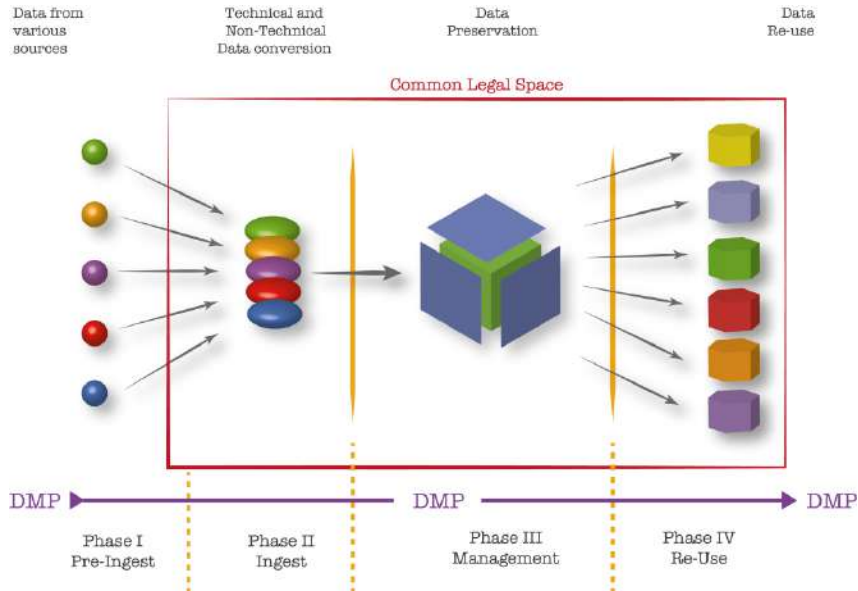 Data from
various
sources
Technical and
Non-Technical
Data conversion
Data
Preservation
Data
Re-use
Common Legal Space
DMP
DMP
DMP
Phase I
Pre-Ingest
Phase II
Ingest
Phase III
Management
Phase IV
Re-Use